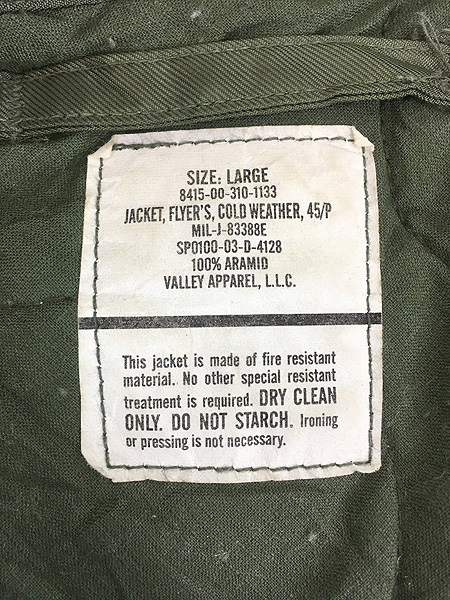 SIZE: LARGE
8415-00-310-1133
JACKET, FLYER'S, COLD WEATHER, 45/P
MIL-J-83388E
SPO100-03-D-4128
100% ARAMID
VALLEY APPAREL, L.L.C.
This jacket is made of fire resistant
material. No other special resistant
treatment is required. DRY CLEAN
ONLY. DO NOT STARCH. Ironing
or pressing is not necessary.